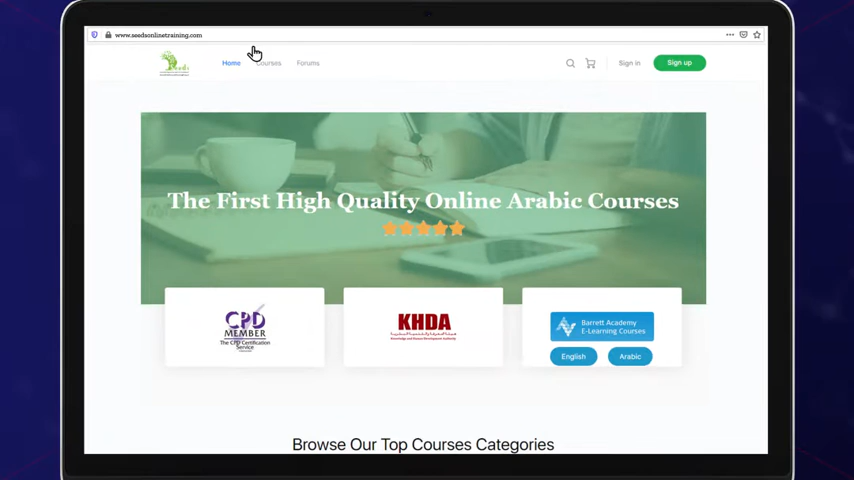 www.seedsonlinetraining.com
Home
Courses
Forums
Sign in
Sign up
The First High Quality Online Arabic Courses
CPD
MEMBER
The CPD Certification
Service
KHDA
Knowledge and Human Development Authority
Barrett Academy
E-Learning Courses
English
Arabic
Browse Our Top Courses Categories